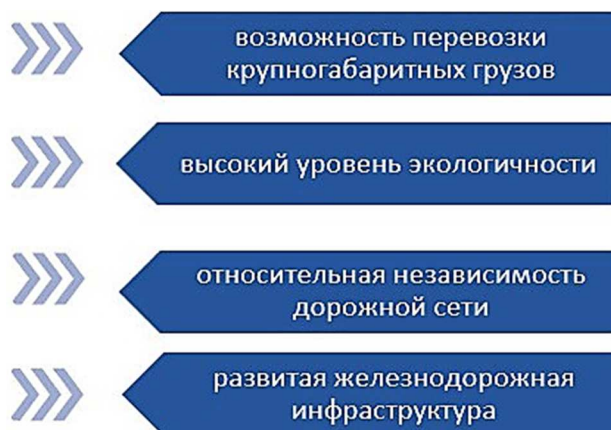 возможность перевозки
крупногабаритных грузов
высокий уровень экологичности
относительная независимость
дорожной сети
развитая железнодорожная
инфраструктура